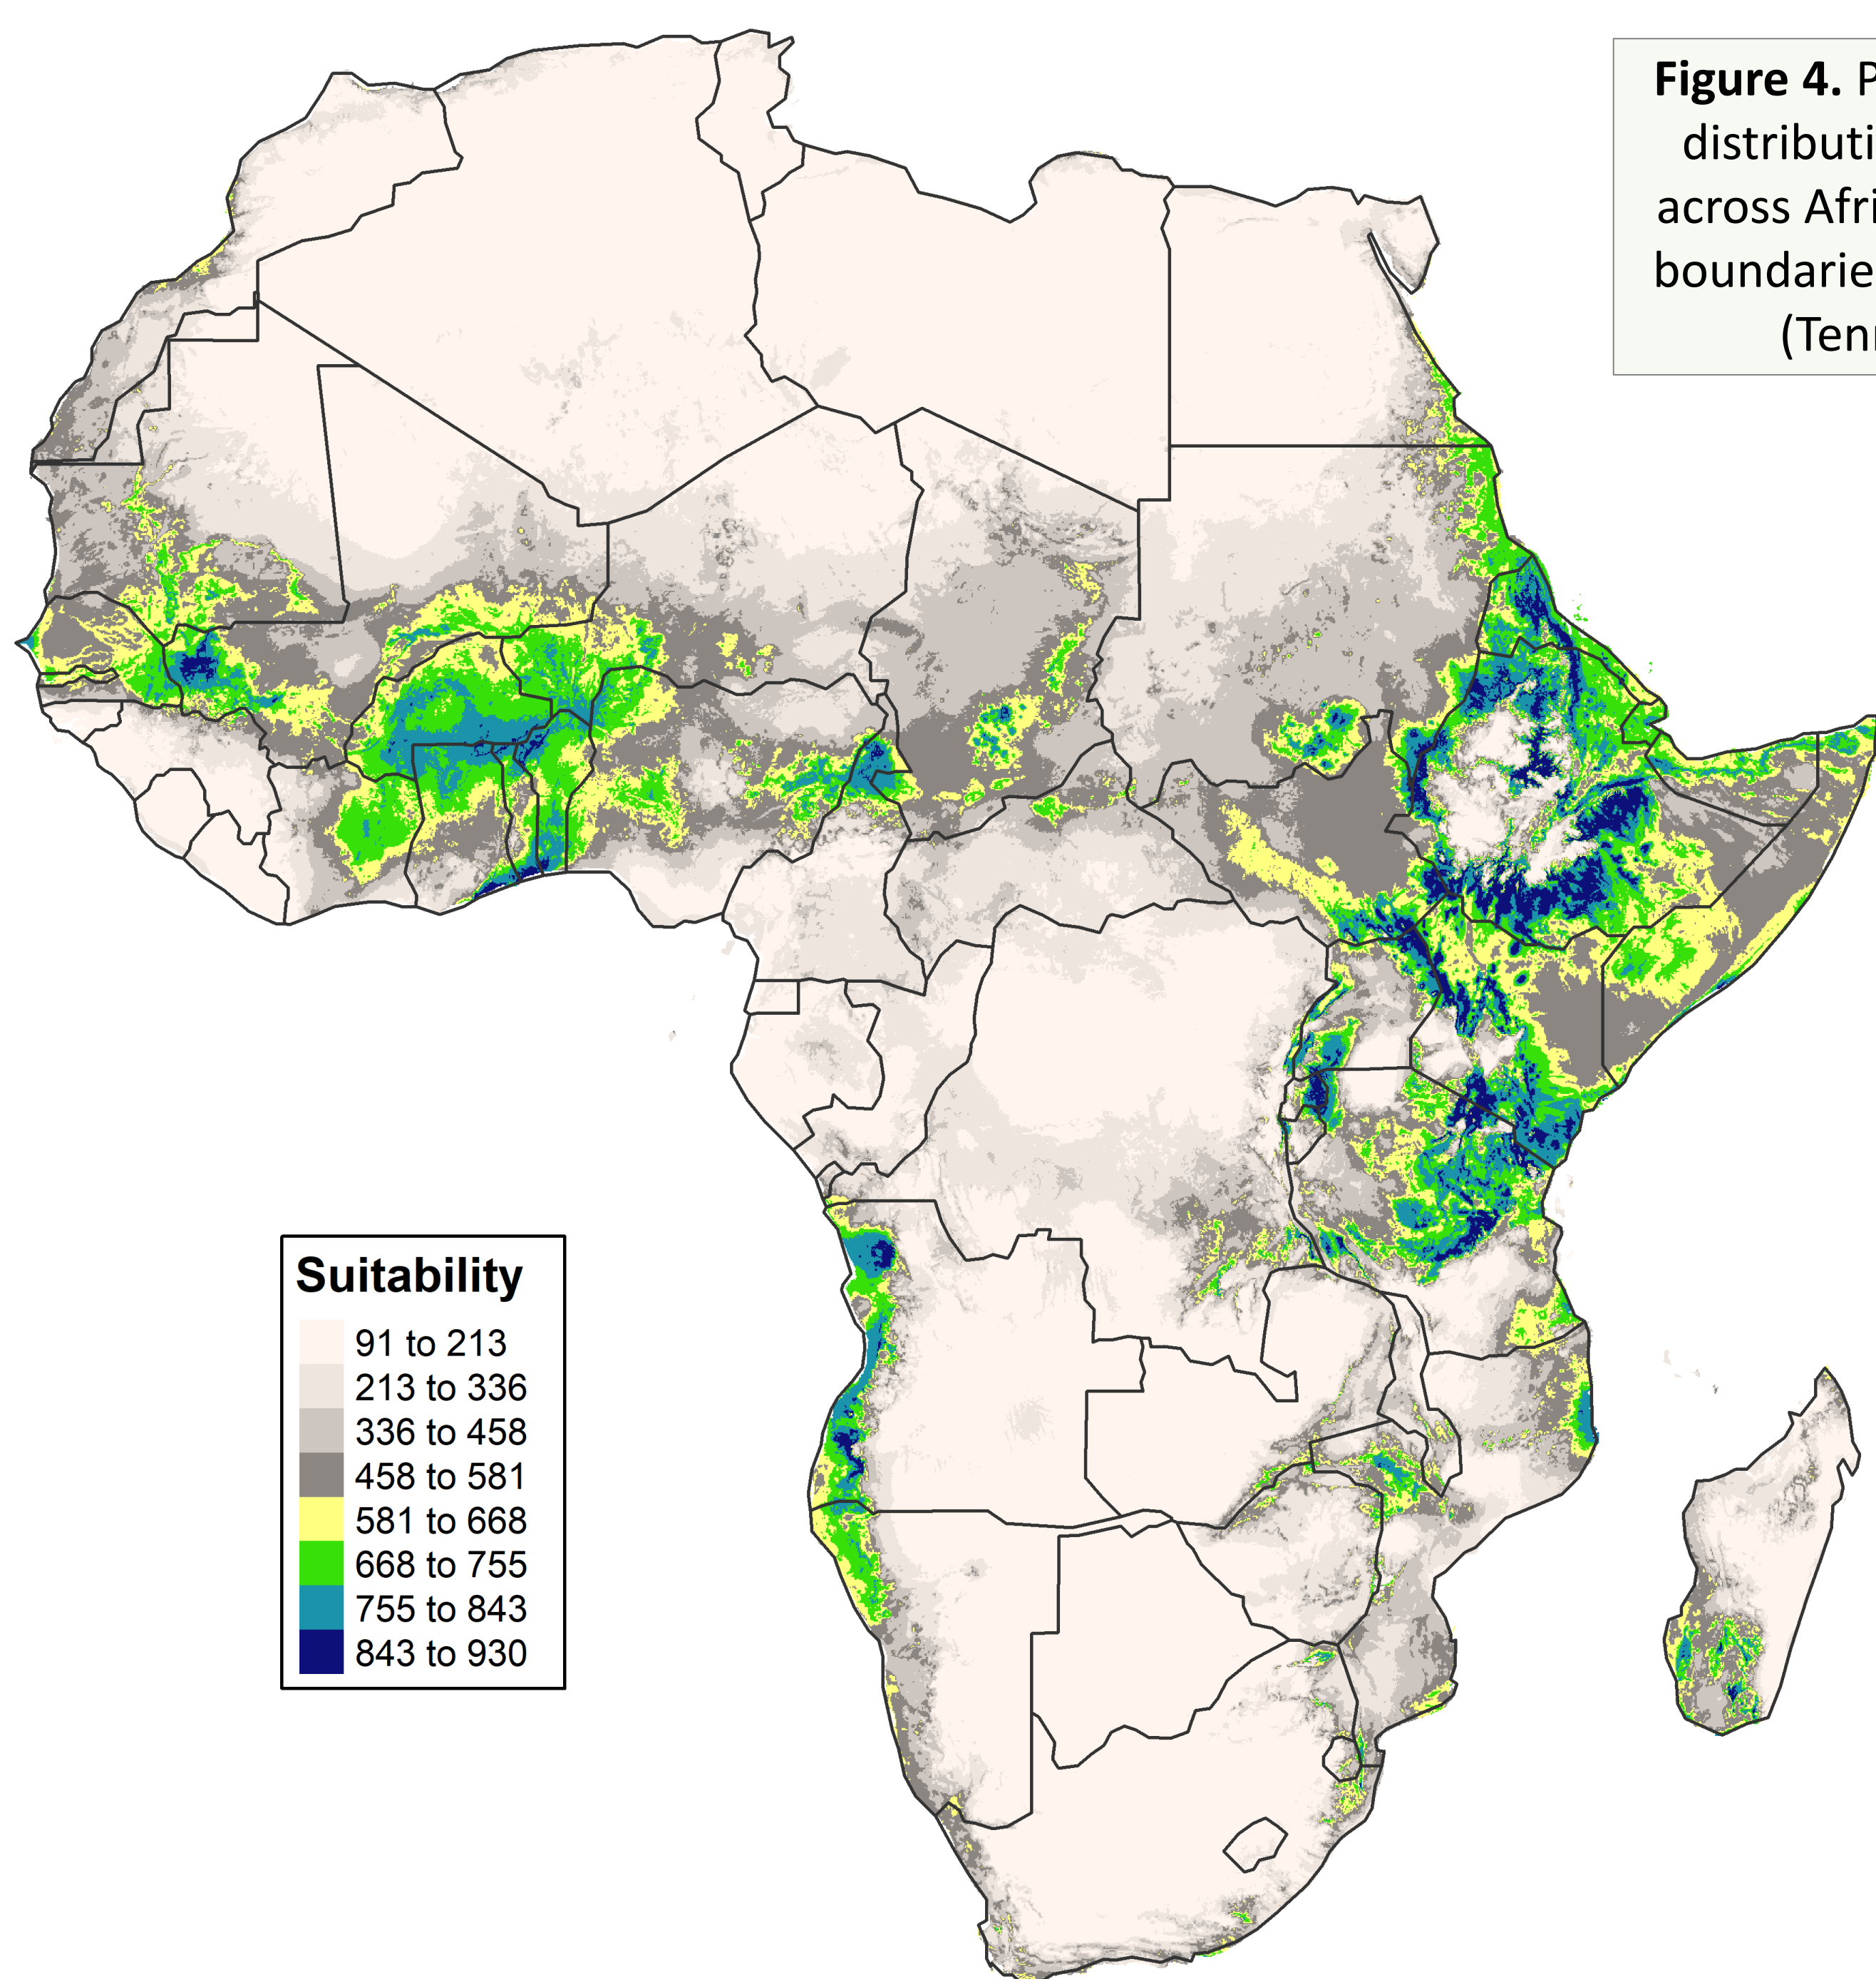 Figure 4.
distributi
across Afri
boundarie
(Ten
Suitability
91 to 213
213 to 336
336 to 458
458 to 581
581 to 668
668 to 755
755 to 843
843 to 930